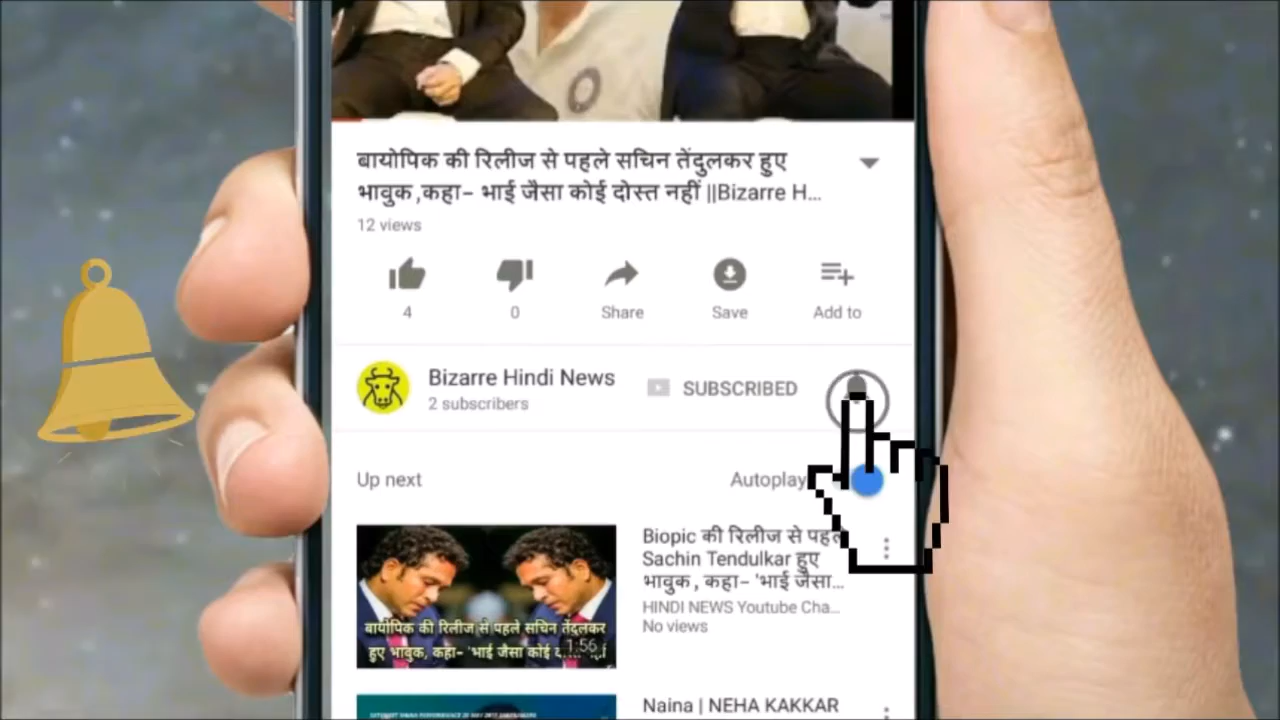 बायोपिक की रिलीज से पहले सचिन तेंदुलकर हुए
भावुक,कहा- भाई जैसा कोई दोस्त नहीं ||Bizarre H...
12 views
4
0
Share
Save
Add to
Bizarre Hindi News
SUBSCRIBED
2 subscribers
Up next
Autoplay
Biopic की रिलीज से पहले
Sachin Tendulkar हुए
भावुक, कहा- 'भाई जैसा...
HINDI NEWS Youtube Cha...
No views
बायोपिक की रिलीज से पहले सचिन तेंदुलकर
हुए भावुक, कहा- 'भाई जैसा कोई
1:56
Naina | NEHA KAKKAR